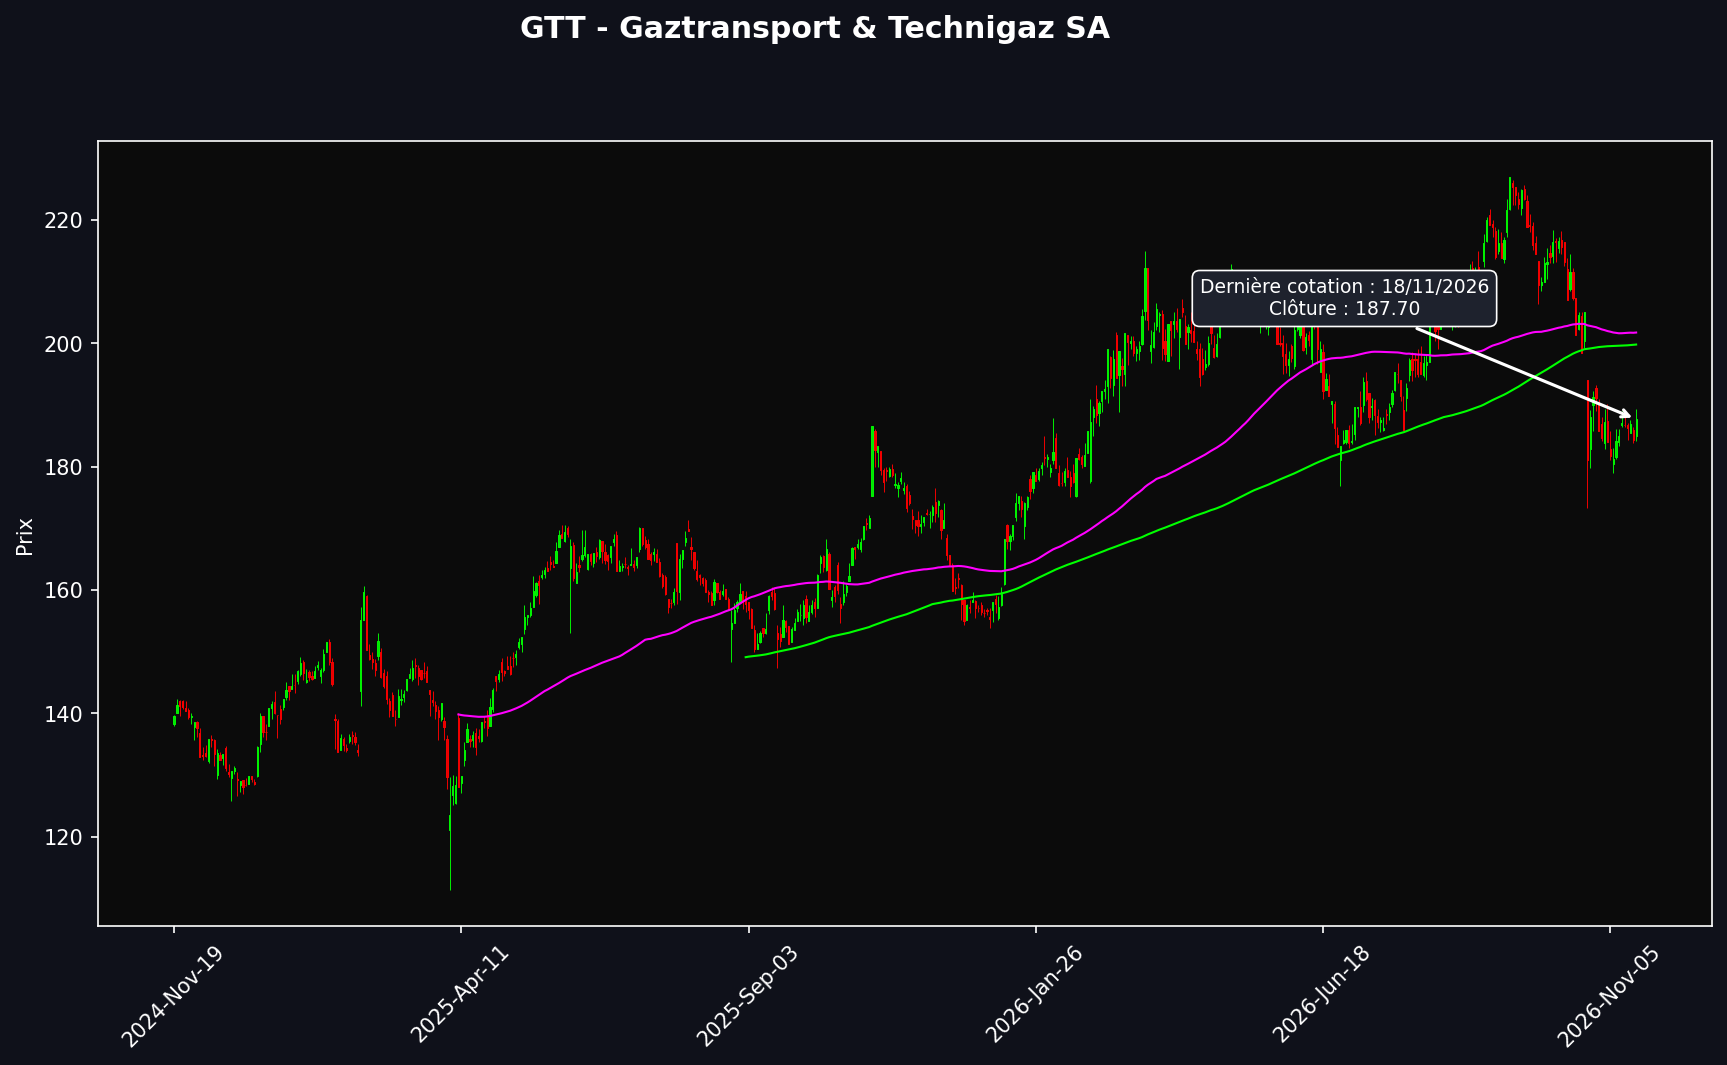 GTT - Gaztransport & Technigaz SA
Dernière cotation : 18/11/2026
Clôture : 187.70
Prix
220
200
180
160
140
120
2024-Nov-19
2025-Apr-11
2025-Sep-03
2026-Jan-26
2026-Jun-18
2026-Nov-05